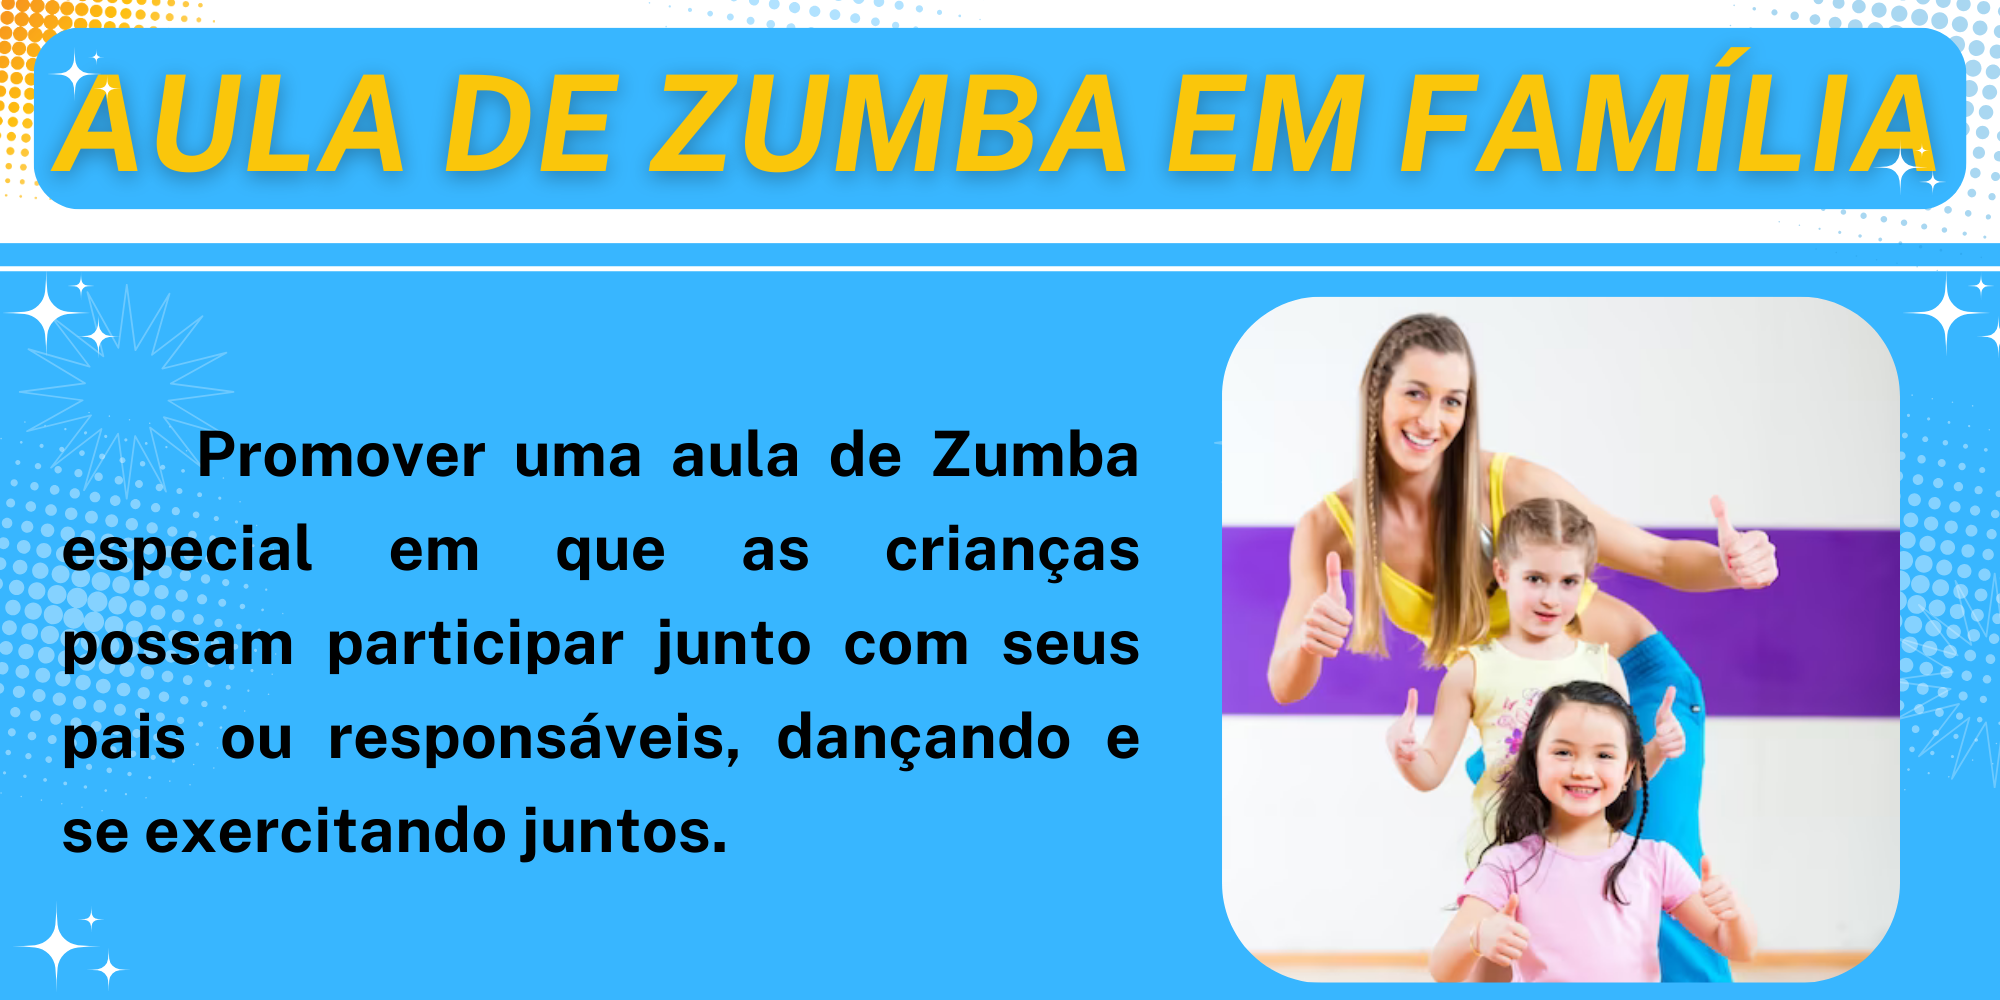 AULA DE ZUMBA EM FAMÍLIA
Promover uma aula de Zumba
especial em que as crianças
possam participar junto com seus
pais ou responsáveis, dançando e
se exercitando juntos.